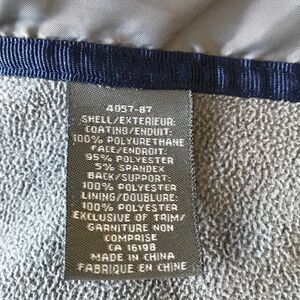 4057-87
SHELL/EXTERIEUR:
COATING/ENDUIT:
100% POLYURETHANE
FACE/ENDROIT:
95% POLYESTER
5% SPANDEX
BACK/SUPPORT:
100% POLYESTER
LINING/DOUBLURE:
100% POLYESTER
EXCLUSIVE OF TRIM/
GARNITURE NON
COMPRISE
CA 16198
MADE IN CHINA
FABRIQUE EN CHINE